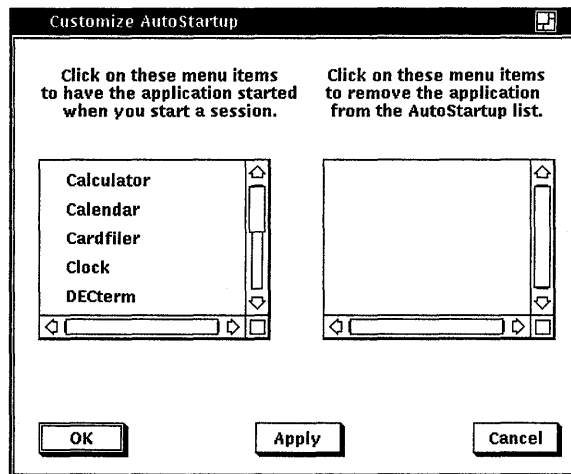 Customize AutoStartup
Click on these menu items
to have the application started
when you start a session.
Click on these menu items
to remove the application
from the AutoStartup list.
Calculator
Calendar
Cardfiler
Clock
DECterm
OK
Apply
Cancel